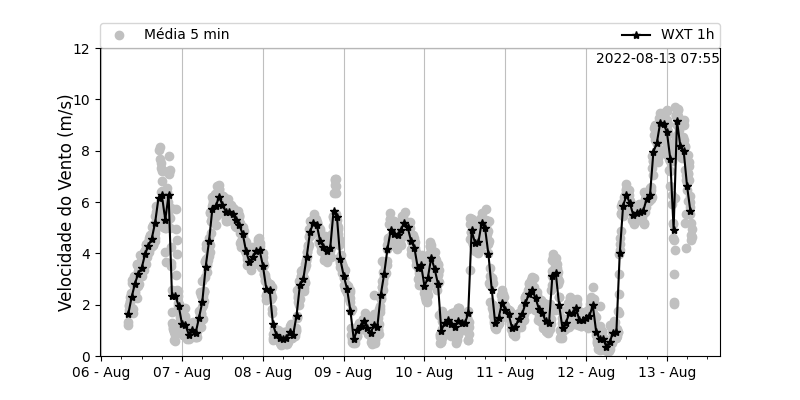 Média 5 min
WXT 1h
2022-08-13 07:55
Velocidade do Vento (m/s)
12
10
8
6
4
2
0
06 - Aug 07 - Aug 08 - Aug 09 - Aug 10 - Aug 11 - Aug 12 - Aug 13 - Aug